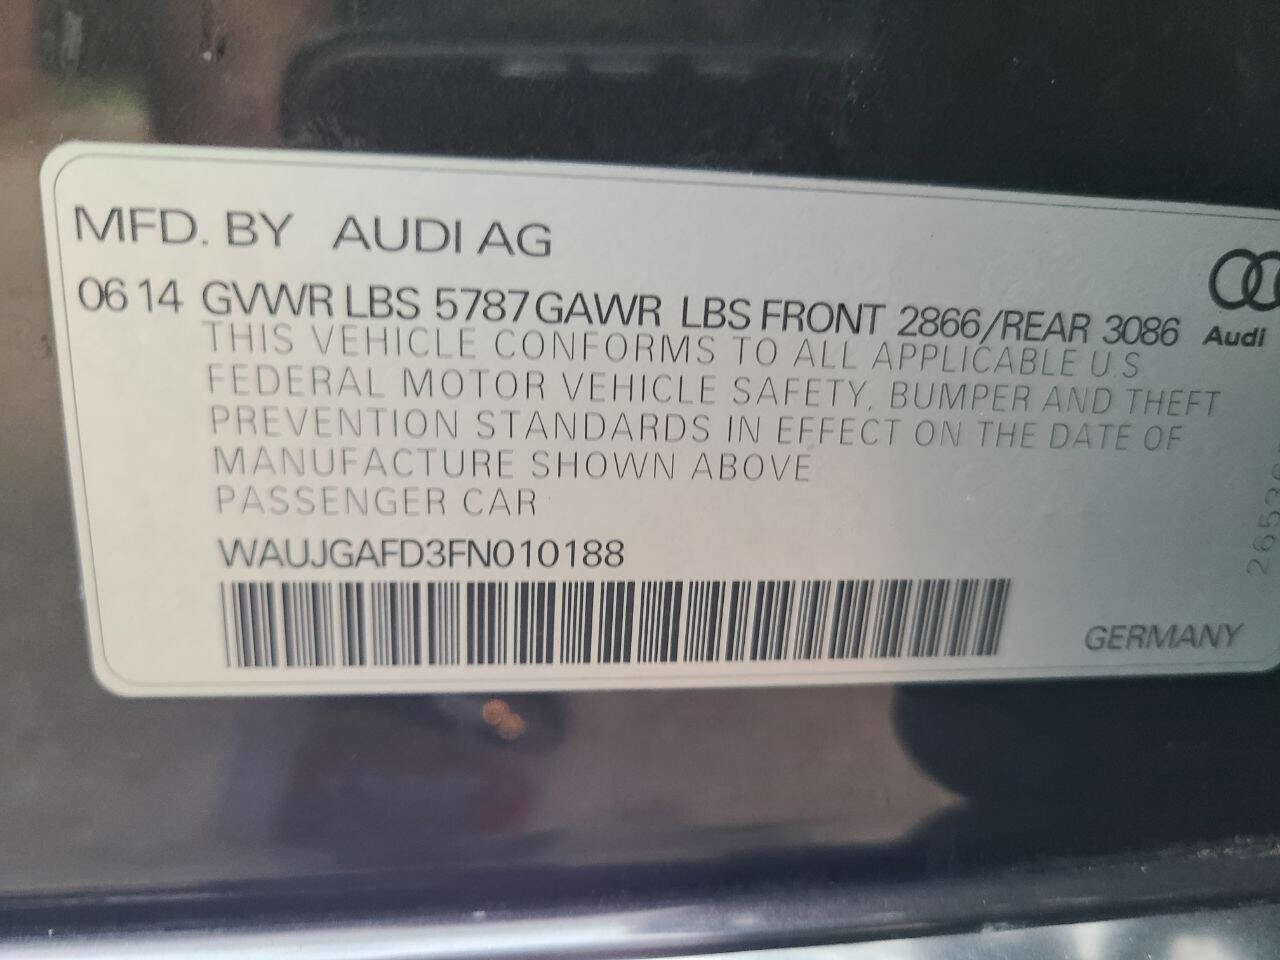 MFD. BY AUDI AG
06 14 GVWR LBS 5787 GAWR LBS FRONT 2866/REAR 3086
Audi
THIS VEHICLE CONFORMS TO ALL APPLICABLE U S
FEDERAL MOTOR VEHICLE SAFETY, BUMPER AND THEFT
PREVENTION STANDARDS IN EFFECT ON THE DATE OF
MANUFACTURE SHOWN ABOVE
PASSENGER CAR
WAUJGAFD3FN010188
GERMANY